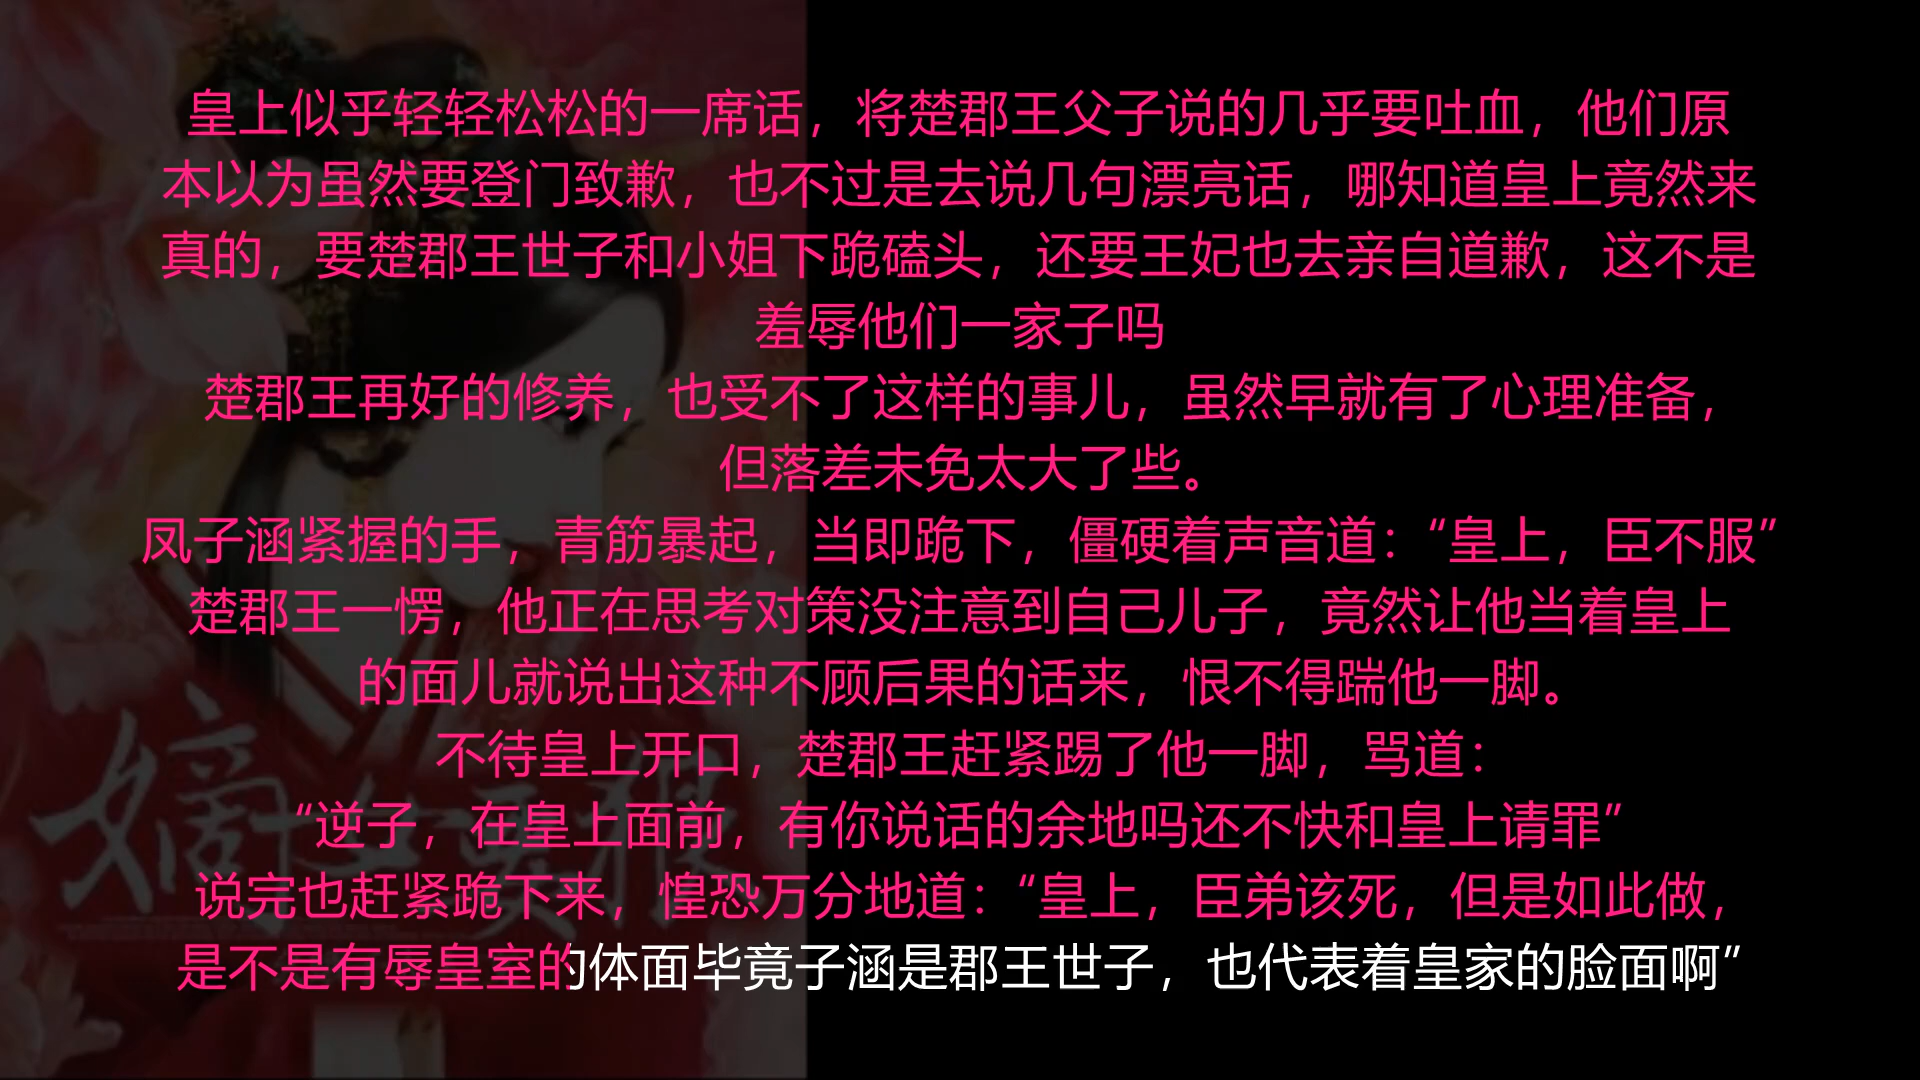 皇上似乎轻轻松松的一席话，将楚郡王父子说的几乎要吐血，他们原
本以为虽然要登门致歉，也不过是去说几句漂亮话，哪知道皇上竟然来
真的，要楚郡王世子和小姐下跪磕头，还要王妃也去亲自道歉，这不是
羞辱他们一家子吗
楚郡王再好的修养，也受不了这样的事儿，虽然早就有了心理准备，
但落差未免太大了些。
凤子涵紧握的手，青筋暴起，当即跪下，僵硬着声音道：“皇上，臣不服”
楚郡王一愣，他正在思考对策没注意到自己儿子，竟然让他当着皇上
的面儿就说出这种不顾后果的话来，恨不得踹他一脚。
不待皇上开口，楚郡王赶紧踢了他一脚，骂道：
“逆子，在皇上面前，有你说话的余地吗还不快和皇上请罪”
说完也赶紧跪下来，惶恐万分地道：“皇上，臣弟该死，但是如此做，
是不是有辱皇室的体面毕竟子涵是郡王世子，也代表着皇家的脸面啊”
嫡女要狠